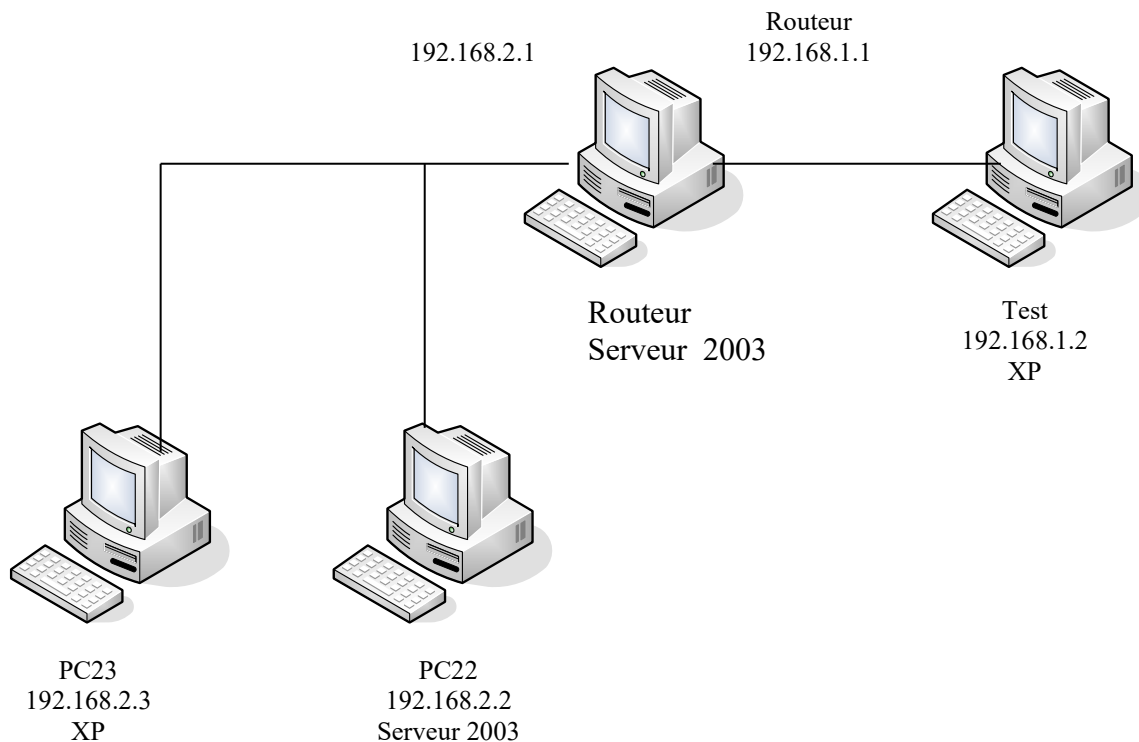 Routeur
192.168.2.1
192.168.1.1
Routeur
Serveur 2003
Test
192.168.1.2
XP
PC23
192.168.2.3
XP
PC22
192.168.2.2
Serveur 2003